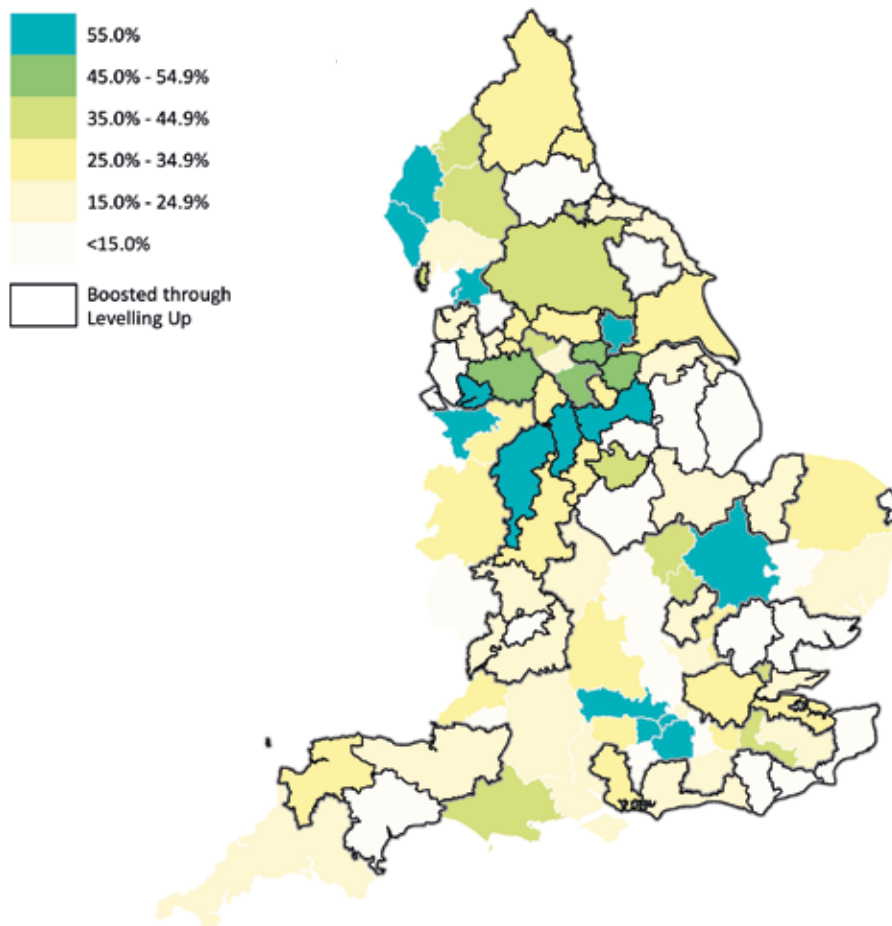 55.0%
45.0% - 54.9%
35.0% - 44.9%
25.0% - 34.9%
15.0% - 24.9%
<15.0%
Boosted through
Levelling Up